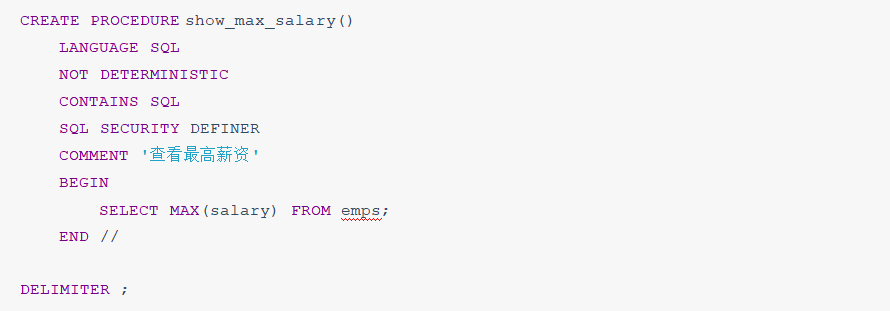 CREATE PROCEDURE show_max_salary()
LANGUAGE SQL
NOT DETERMINISTIC
CONTAINS SQL
SQL SECURITY DEFINER
COMMENT '查看最高薪资'
BEGIN
SELECT MAX(salary) FROM emps;
END //
DELIMITER ;